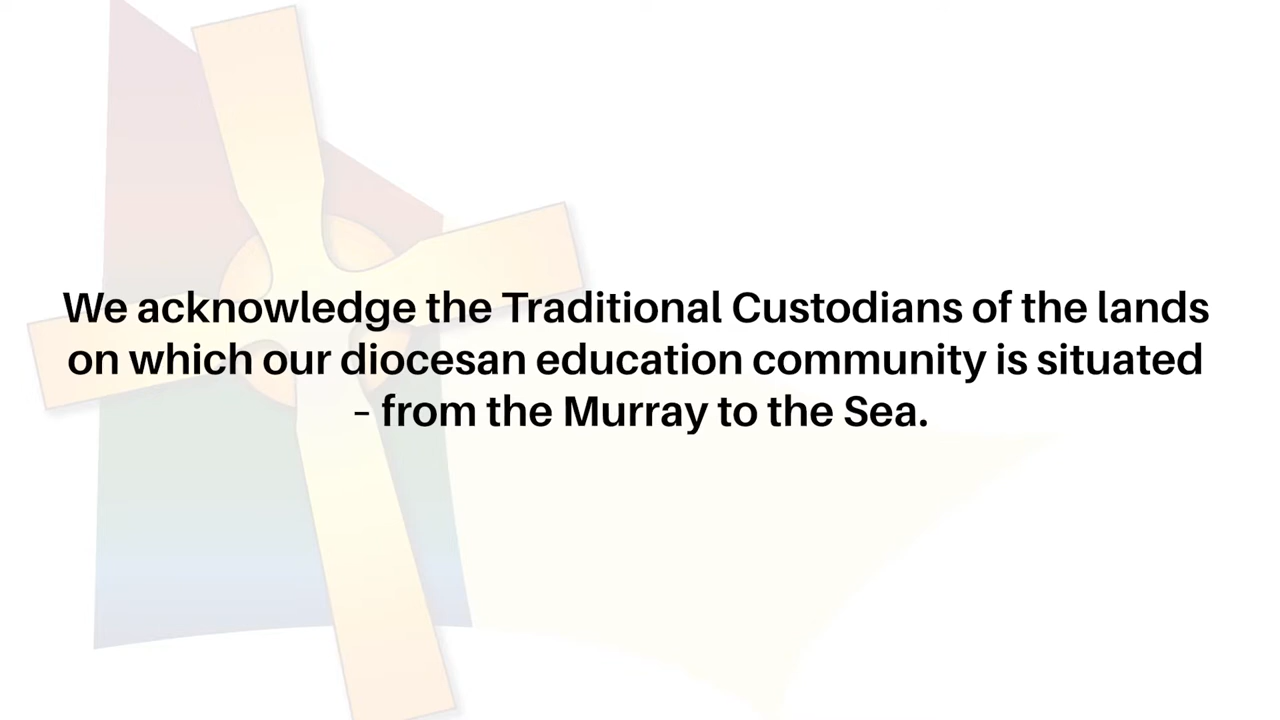 We acknowledge the Traditional Custodians of the lands
on which our diocesan education community is situated
– from the Murray to the Sea.